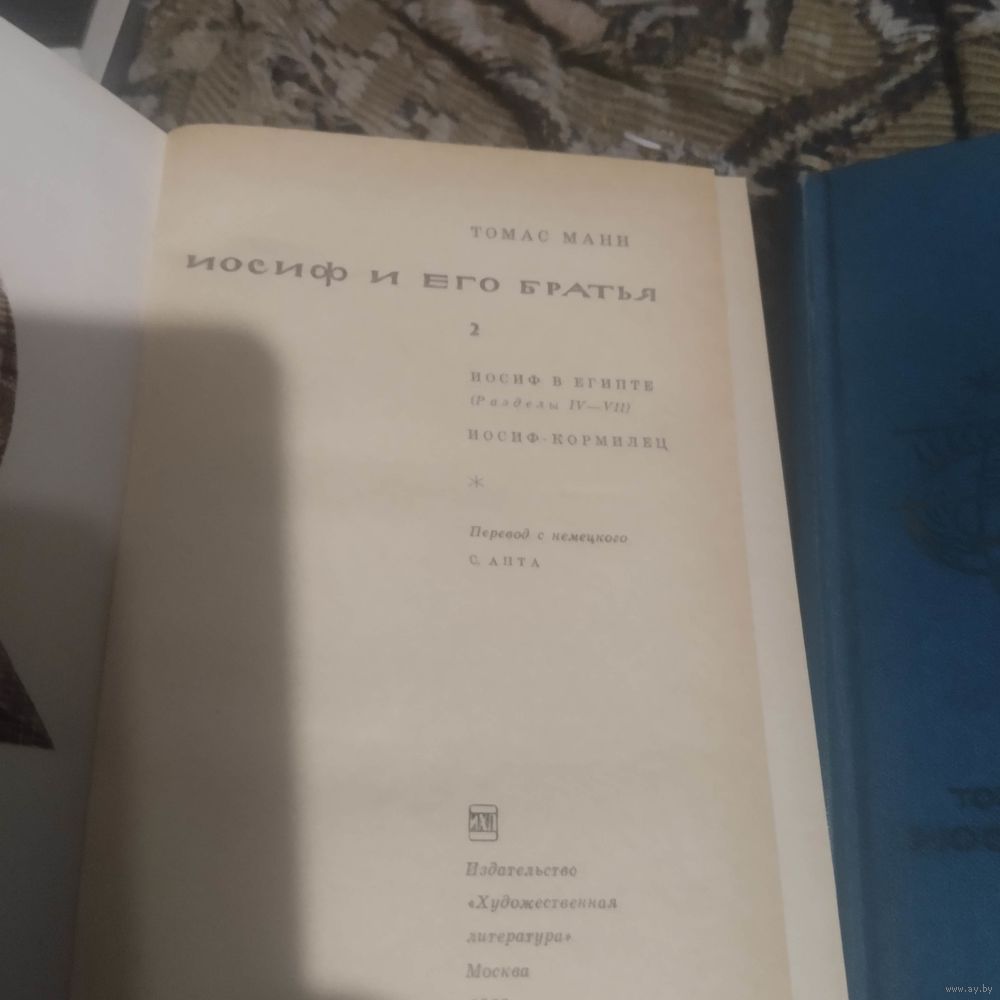 ТОМАС МАНН
ИОСИФ И ЕГО БРАТЬЯ
2
ИОСИФ В ЕГИПТЕ
(Разделы IV—VII)
ИОСИФ-КОРМИЛЕЦ
*
Перевод с немецкого
С. АПТА
ИХЛ
Издательство
«Художественная
литература»
Москва
www.ay.by